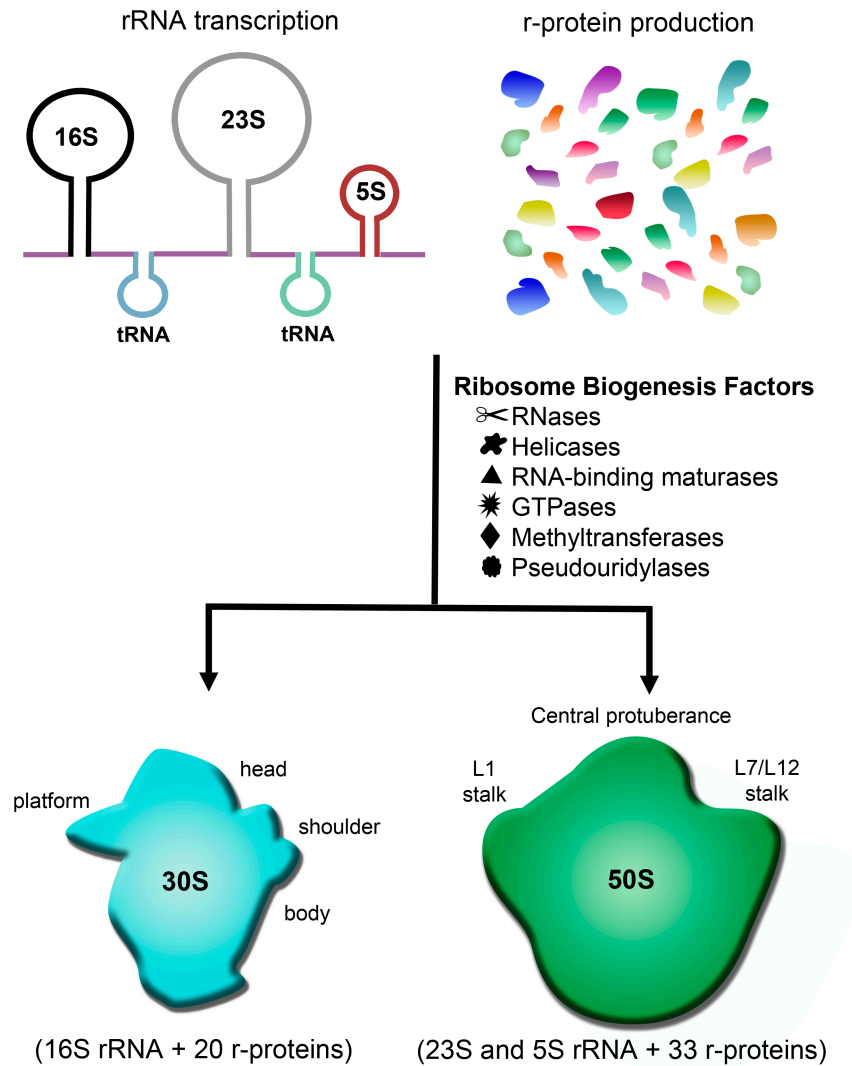 rRNA transcription
r-protein production
16S
23S
5S
tRNA
tRNA
Ribosome Biogenesis Factors
RNases
Helicases
RNA-binding maturases
GTPases
Methyltransferases
Pseudouridylases
platform
head
shoulder
30S
body
(16S rRNA + 20 r-proteins)
Central protuberance
L1
stalk
L7/L12
stalk
50S
(23S and 5S rRNA + 33 r-proteins)